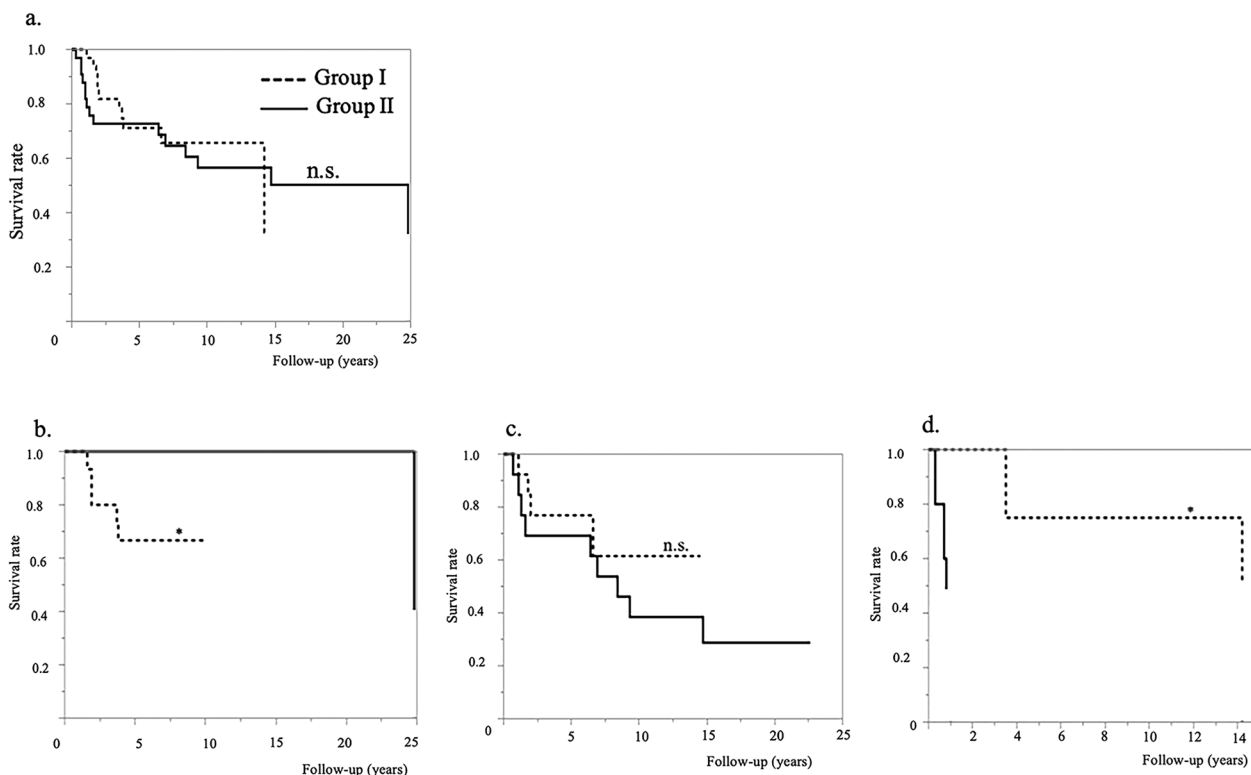 a.
1.0
0.8
0.6
0.4
0.2
Survival rate
Group I
Group II
n.s.
0 5 10 15 20 25
Follow-up (years)
b.
1.0
0.8
0.6
0.4
0.2
Survival rate
*
0 5 10 15 20 25
Follow-up (years)
c.
1.0
0.8
0.6
0.4
0.2
0
Survival rate
n.s.
0 5 10 15 20 25
Follow-up (years)
d.
1.0
0.8
0.6
0.4
0.2
0
Survival rate
*
2 4 6 8 10 12 14
Follow-up (years)